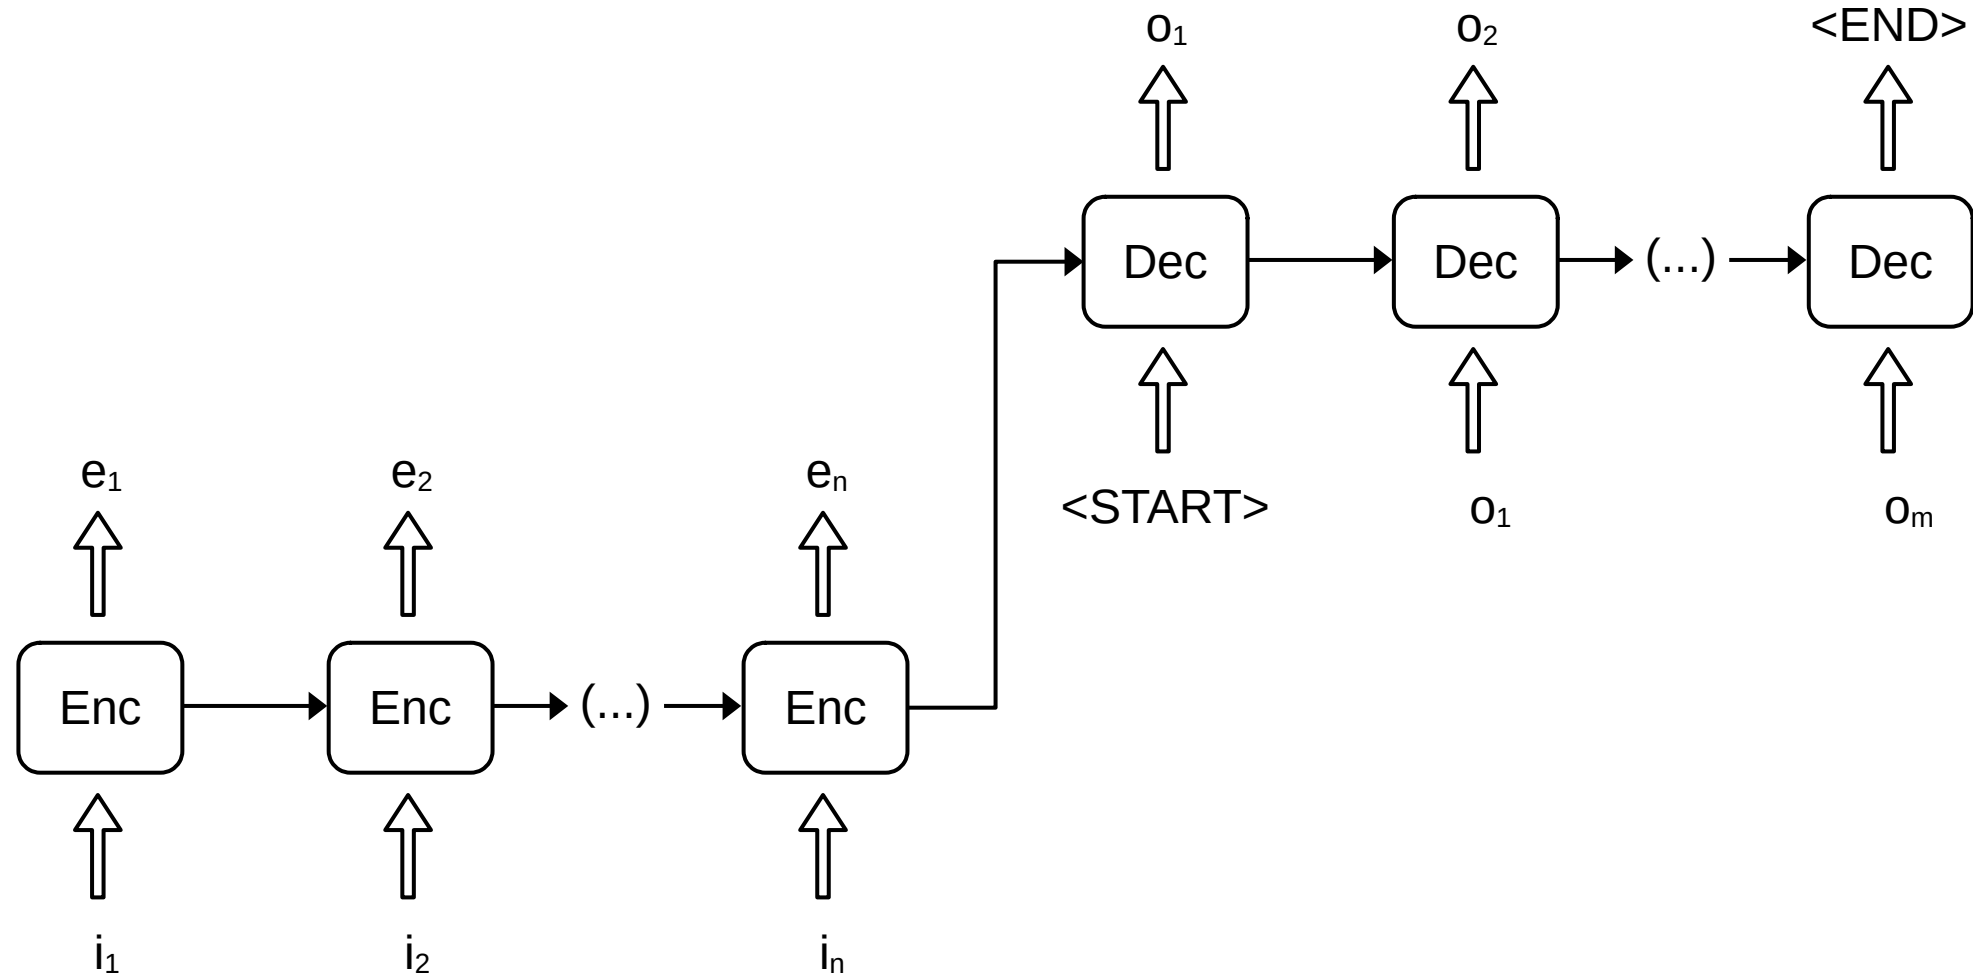 o₁ o₂ <END>
Dec Dec (...) Dec
<START> o₁ oₘ
e₁ e₂ eₙ
Enc Enc (...) Enc
i₁ i₂ iₙ